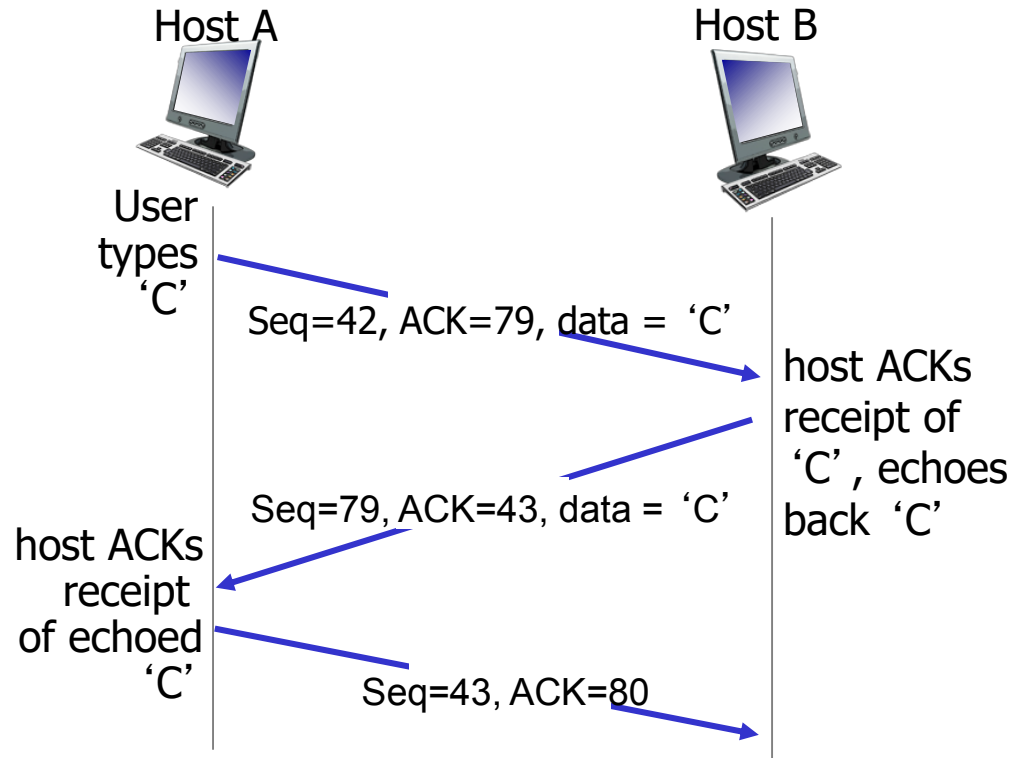 Host A
Host B
User
types
‘C’
Seq=42, ACK=79, data = ‘C’
host ACKs
receipt of
‘C’, echoes
back ‘C’
Seq=79, ACK=43, data = ‘C’
host ACKs
receipt
of echoed
‘C’
Seq=43, ACK=80